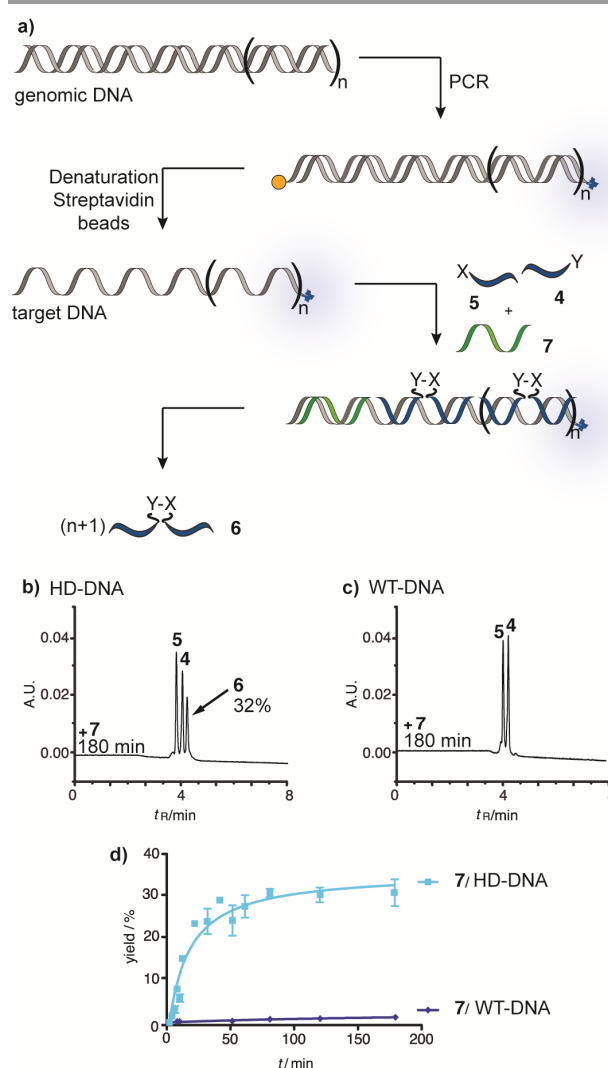 a)
n
genomic DNA
PCR
Denaturation
Streptavidin
beads
n
X
Y
5
4
+
7
n
target DNA
Y-X
Y-X
n
Y-X
(n+1)
6
b) HD-DNA
c) WT-DNA
A.U.
0.04
0.02
0.00
5
4
6
32%
+7
180 min
0
4
8
tR/min
A.U.
0.04
0.02
0.00
5 4
+7
180 min
0
4
tR/min
d)
yield / %
40
30
20
10
0
0
50
100
150
200
t/ min
7/ HD-DNA
7/ WT-DNA